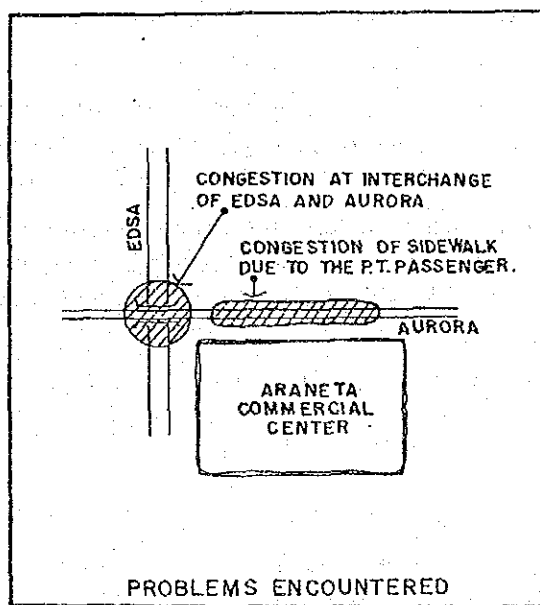 CONGESTION AT INTERCHANGE
OF EDSA AND AURORA
EDSA
CONGESTION OF SIDEWALK
DUE TO THE P.T. PASSENGER.
AURORA
ARANETA
COMMERCIAL
CENTER
PROBLEMS ENCOUNTERED